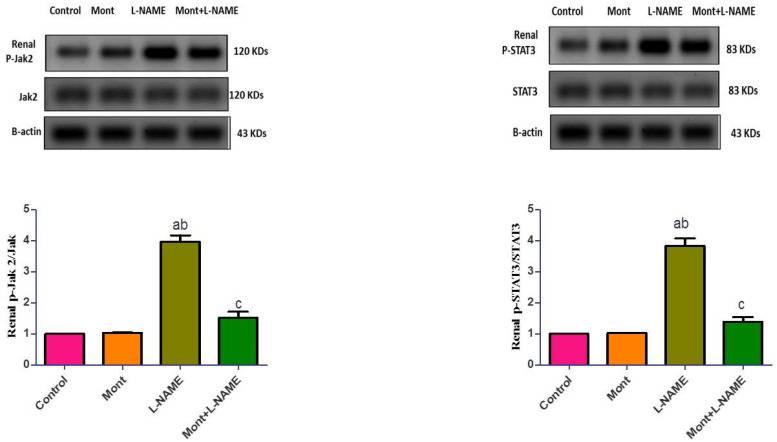 Control Mont L-NAME Mont+L-NAME
Renal
P-Jak2
120 KDs
Jak2
120 KDs
B-actin
43 KDs
Control Mont L-NAME Mont+L-NAME
Renal
P-STAT3
83 KDs
STAT3
83 KDs
B-actin
43 KDs
Renal p-Jak 2/Jak
5
4
3
2
1
0
ab
c
Control
Mont
L-NAME
Mont+L-NAME
Renal p-STAT3/STAT3
5
4
3
2
1
0
ab
c
Control
Mont
L-NAME
Mont+L-NAME